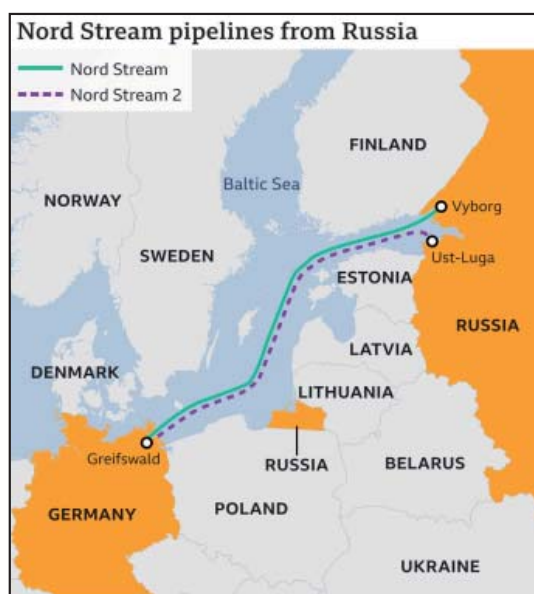 Nord Stream pipelines from Russia
Nord Stream
Nord Stream 2
FINLAND
Baltic Sea
NORWAY
Vyborg
SWEDEN
Ust-Luga
ESTONIA
RUSSIA
LATVIA
DENMARK
LITHUANIA
Greifswald
RUSSIA
BELARUS
GERMANY
POLAND
UKRAINE